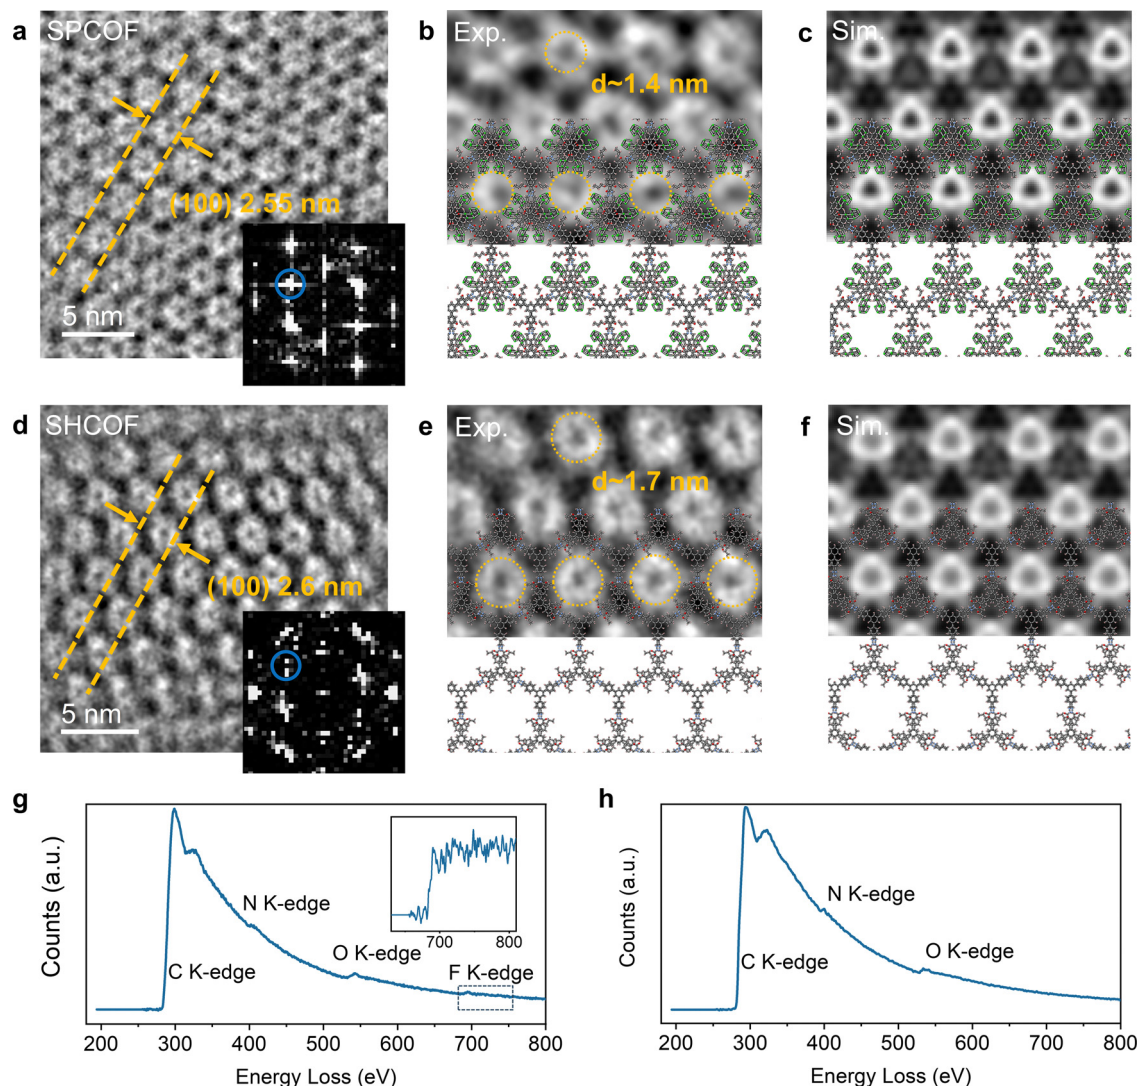 a
SPCOF
(100) 2.55 nm
5 nm
b
Exp.
d~1.4 nm
c
Sim.
d
SHCOF
(100) 2.6 nm
5 nm
e
Exp.
d~1.7 nm
f
Sim.
g
Counts (a.u.)
C K-edge
N K-edge
O K-edge
F K-edge
700 800
200 300 400 500 600 700 800
Energy Loss (eV)
h
Counts (a.u.)
C K-edge
N K-edge
O K-edge
200 300 400 500 600 700 800
Energy Loss (eV)